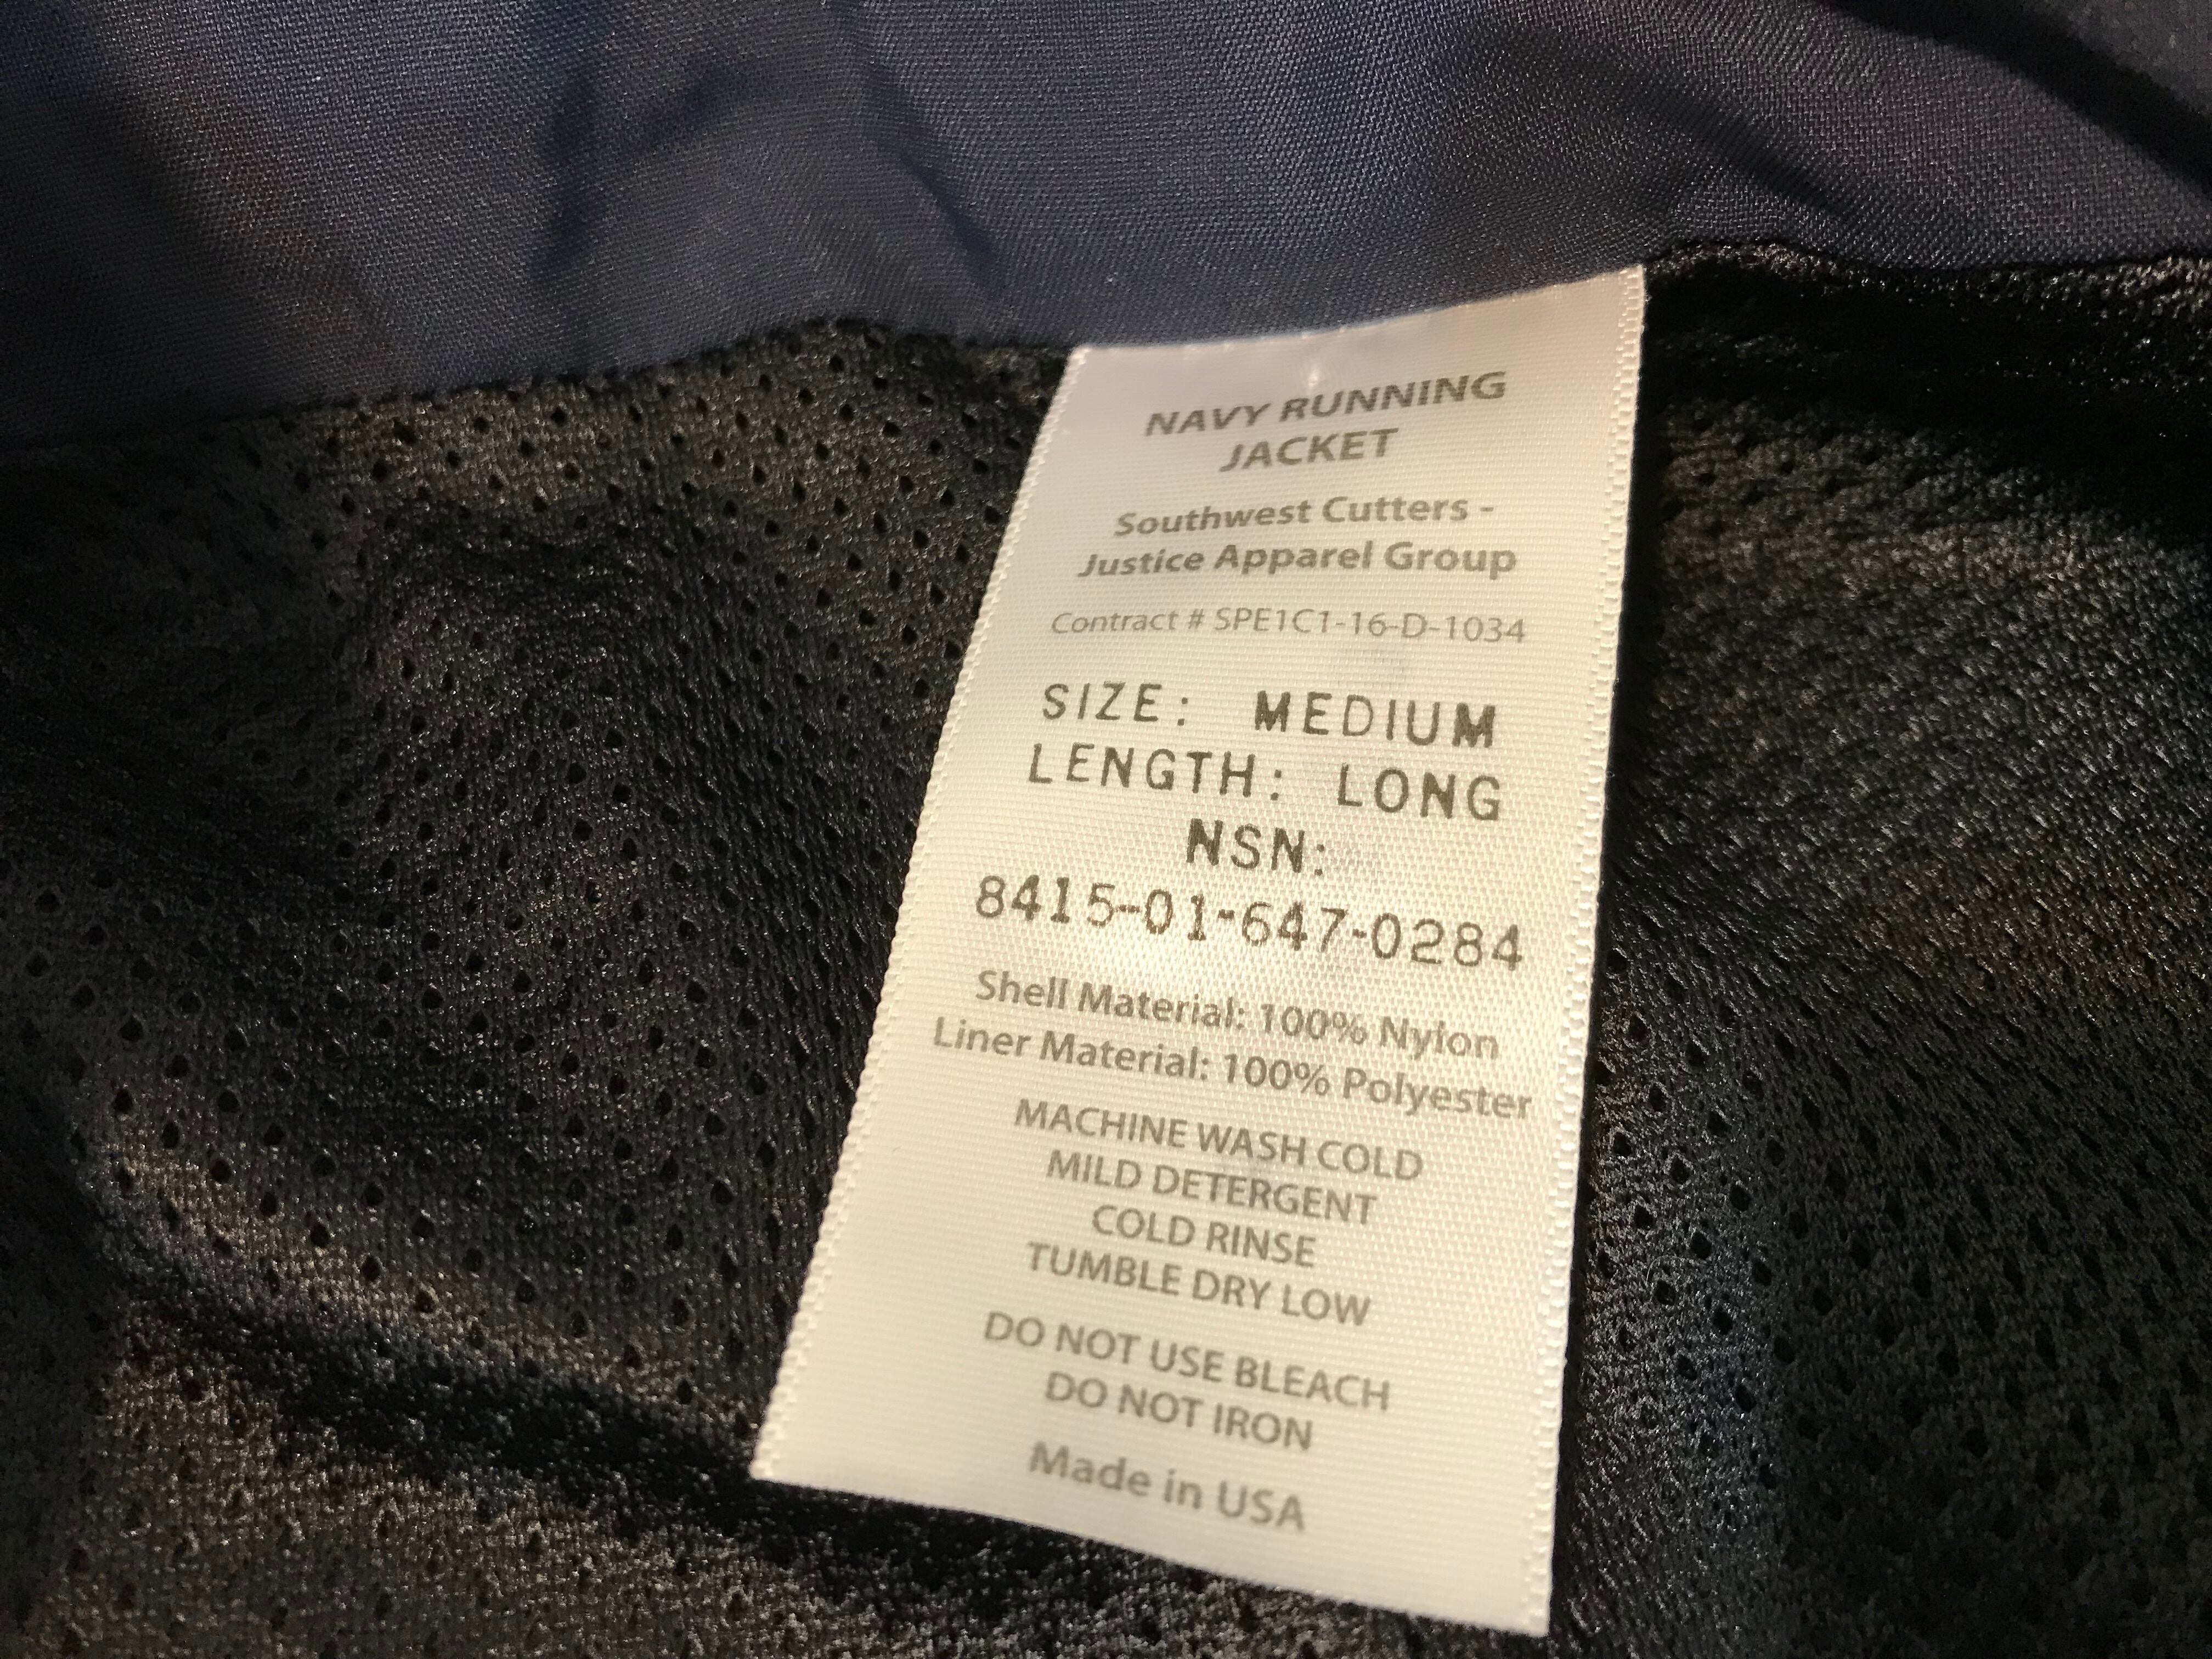 NAVY RUNNING
JACKET
Southwest Cutters -
Justice Apparel Group
Contract # SPE1C1-16-D-1034
SIZE: MEDIUM
LENGTH: LONG
NSN:
8415-01-647-0284
Shell Material: 100% Nylon
Liner Material: 100% Polyester
MACHINE WASH COLD
MILD DETERGENT
COLD RINSE
TUMBLE DRY LOW
DO NOT USE BLEACH
DO NOT IRON
Made in USA